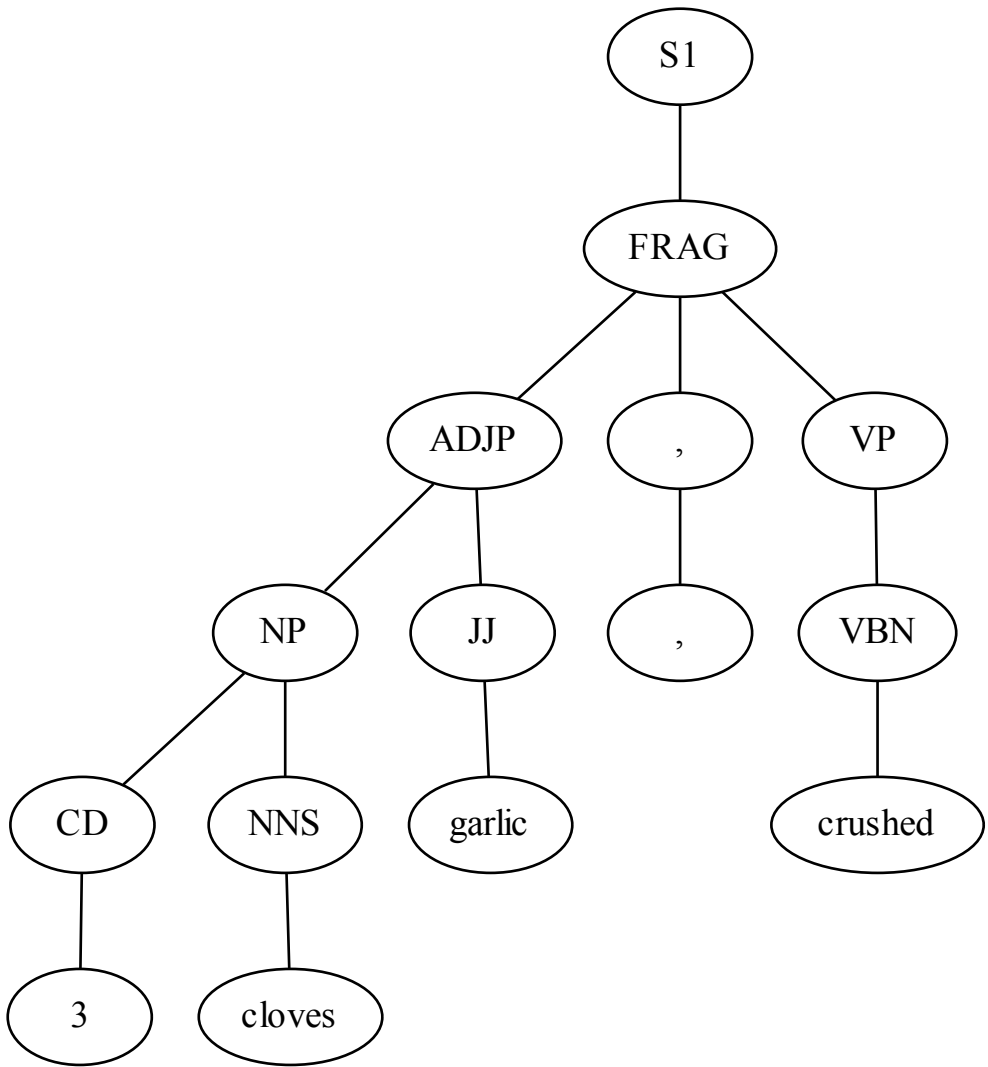 S1
FRAG
ADJP , VP
NP JJ , VBN
CD NNS garlic crushed
3 cloves